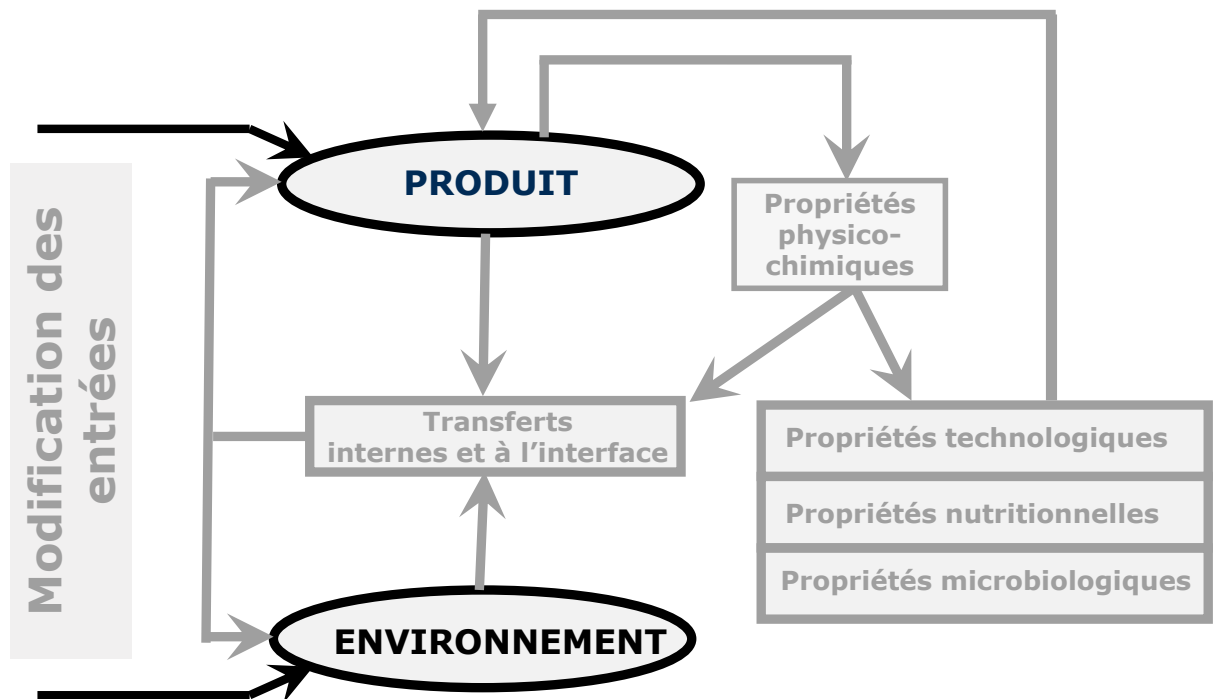 Modification des
entrées
PRODUIT
Propriétés
physico-
chimiques
Transferts
internes et à l’interface
Propriétés technologiques
Propriétés nutritionnelles
Propriétés microbiologiques
ENVIRONNEMENT